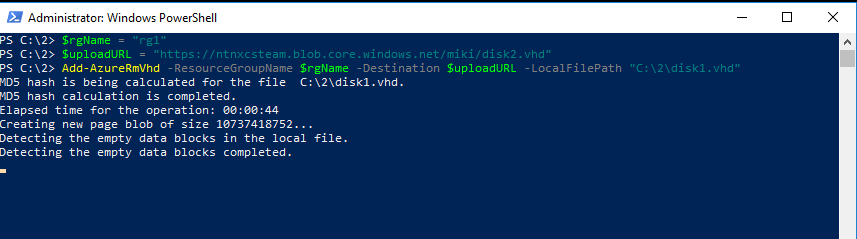 Administrator: Windows PowerShell
PS C:\2> $rgName = "rg1"
PS C:\2> $uploadURL = "https://ntnxcsteam.blob.core.windows.net/miki/disk2.vhd"
PS C:\2> Add-AzureRmVhd -ResourceGroupName $rgName -Destination $uploadURL -LocalFilePath "C:\2\disk1.vhd"
MD5 hash is being calculated for the file  C:\2\disk1.vhd.
MD5 hash calculation is completed.
Elapsed time for the operation: 00:00:44
Creating new page blob of size 10737418752...
Detecting the empty data blocks in the local file.
Detecting the empty data blocks completed.